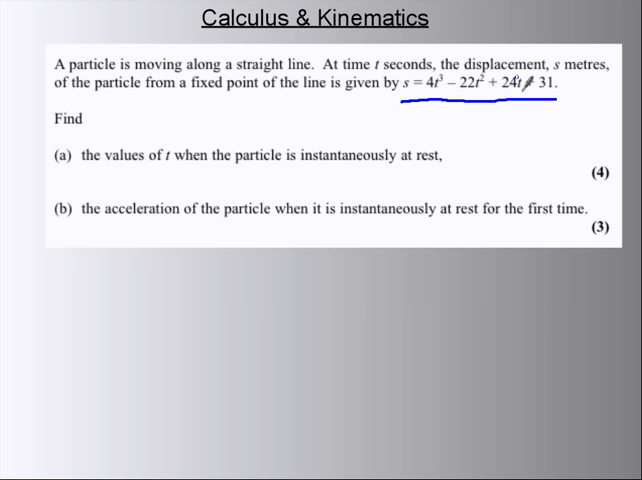 Calculus & Kinematics
A particle is moving along a straight line. At time t seconds, the displacement, s metres,
of the particle from a fixed point of the line is given by s = 4t³ – 22t² + 24t 31.
Find
(a) the values of t when the particle is instantaneously at rest,
(4)
(b) the acceleration of the particle when it is instantaneously at rest for the first time.
(3)